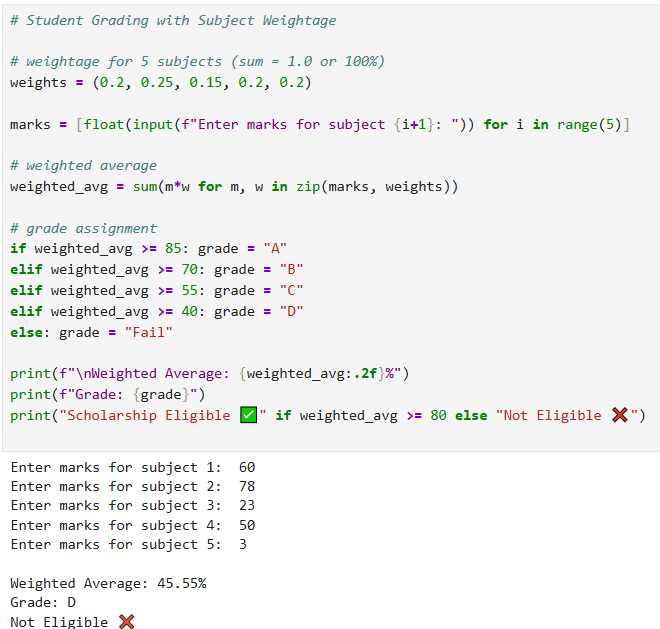 # Student Grading with Subject Weightage
# weightage for 5 subjects (sum = 1.0 or 100%)
weights = (0.2, 0.25, 0.15, 0.2, 0.2)
marks = [float(input(f"Enter marks for subject {i+1}: ")) for i in range(5)]
# weighted average
weighted_avg = sum(m*w for m, w in zip(marks, weights))
# grade assignment
if weighted_avg >= 85: grade = "A"
elif weighted_avg >= 70: grade = "B"
elif weighted_avg >= 55: grade = "C"
elif weighted_avg >= 40: grade = "D"
else: grade = "Fail"
print(f"\nWeighted Average: {weighted_avg:.2f}%")
print(f"Grade: {grade}")
print("Scholarship Eligible ✅" if weighted_avg >= 80 else "Not Eligible ❌")
Enter marks for subject 1: 60
Enter marks for subject 2: 78
Enter marks for subject 3: 23
Enter marks for subject 4: 50
Enter marks for subject 5: 3
Weighted Average: 45.55%
Grade: D
Not Eligible ❌